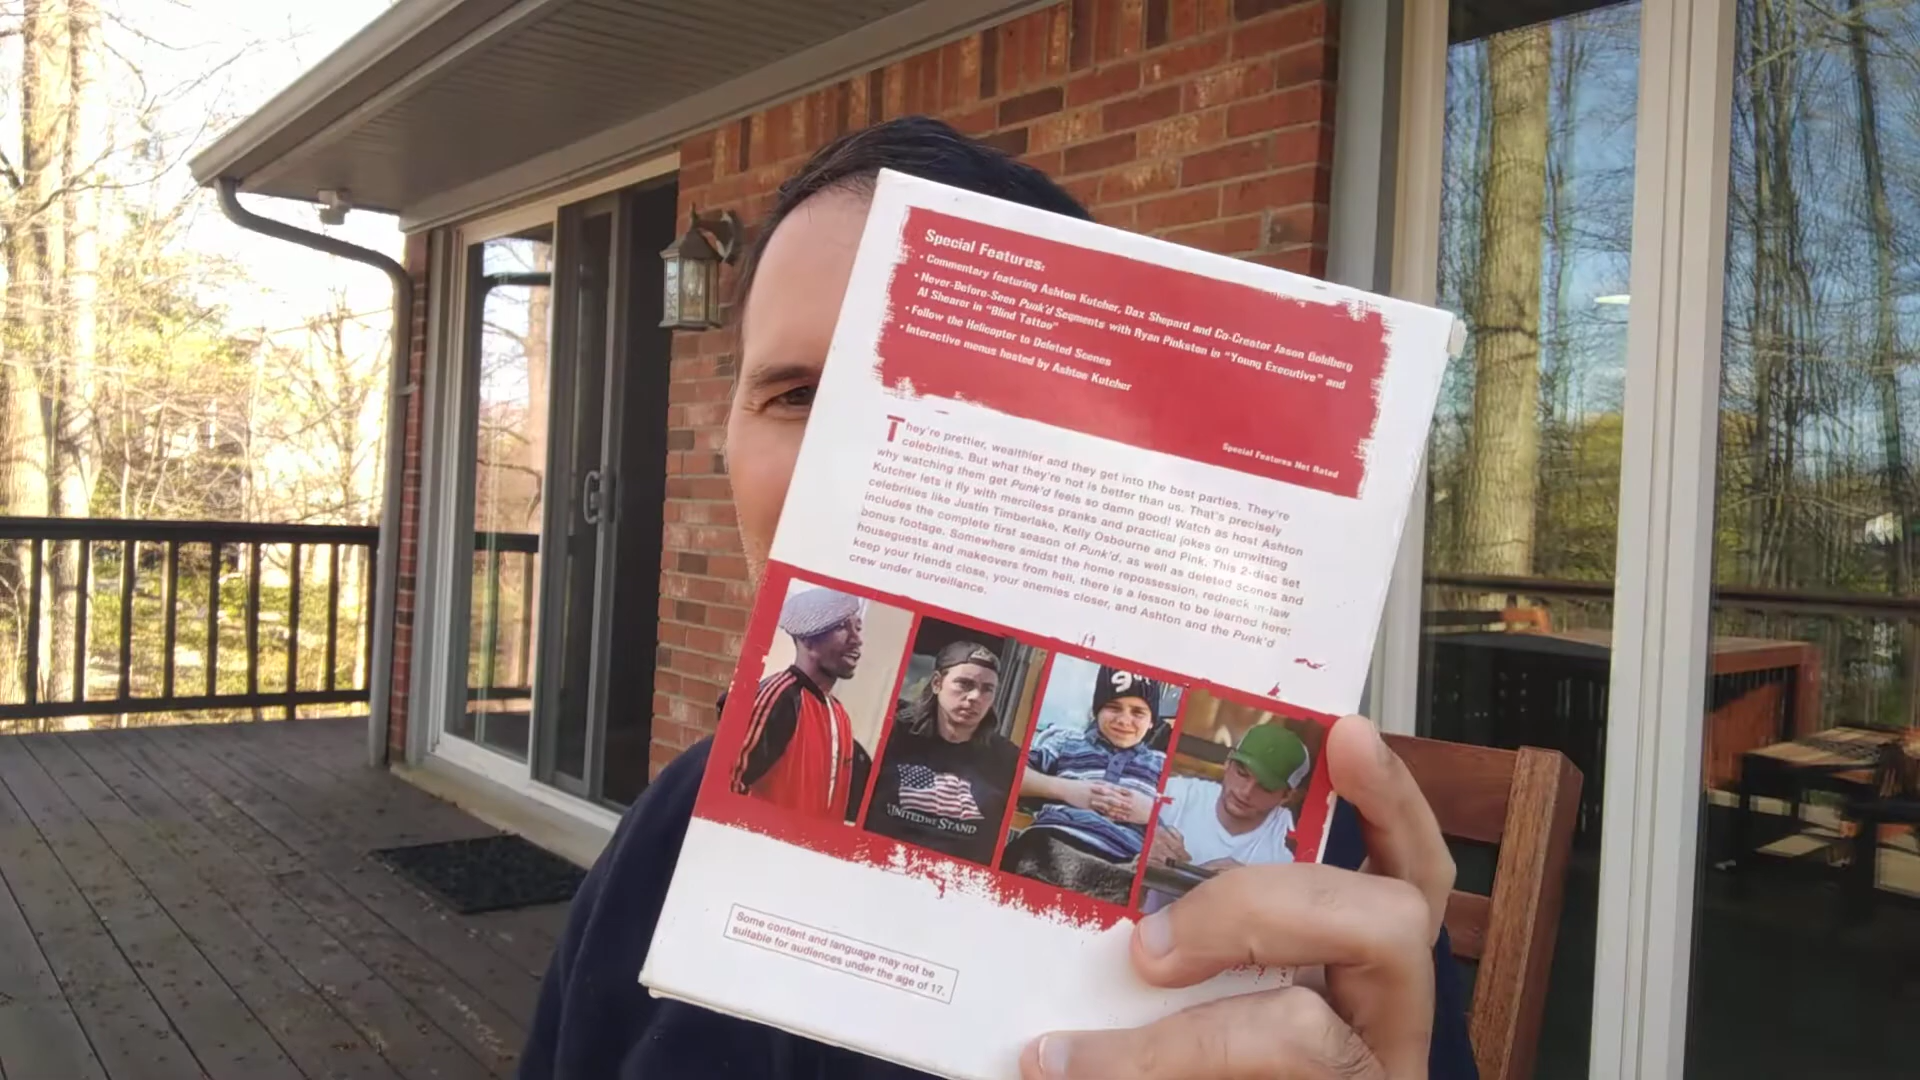 Special Features:
• Commentary featuring Ashton Kutcher, Dax Shepard and Co-Creator Jason Goldberg
• Never-Before-Seen Punk'd Segments with Ryan Pinkston in "Young Executive" and
Al Shearer in "Blind Tattoo"
• Follow the Helicopter to Deleted Scenes
• Interactive menus hosted by Ashton Kutcher
Special Features Not Rated
They're prettier, wealthier and they get into the best parties. They're
celebrities. But what they're not is better than us. That's precisely
why watching them get Punk'd feels so damn good! Watch as host Ashton
Kutcher lets it fly with merciless pranks and practical jokes on unwitting
celebrities like Justin Timberlake, Kelly Osbourne and Pink. This 2-disc set
includes the complete first season of Punk'd, as well as deleted scenes and
bonus footage. Somewhere amidst the home repossession, redneck in-law
houseguests and makeovers from hell, there is a lesson to be learned here:
keep your friends close, your enemies closer, and Ashton and the Punk'd
crew under surveillance.
9
UNITED WE STAND
Some content and language may not be
suitable for audiences under the age of 17.